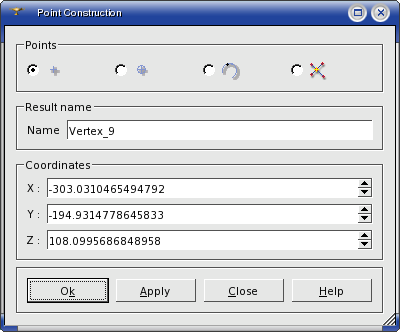 Point Construction
Points
Result name
Name Vertex_9
Coordinates
X : -303.0310465494792
Y : -194.9314778645833
Z : 108.0995686848958
Ok Apply Close Help